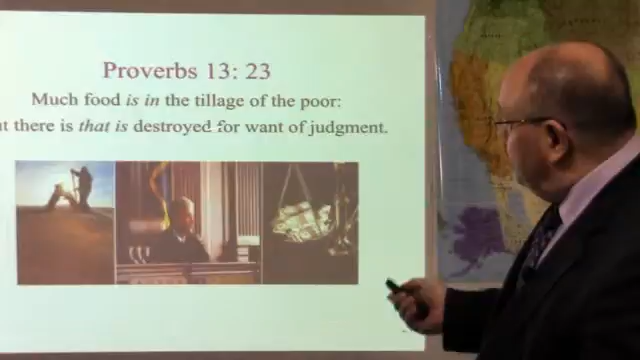 Proverbs 13: 23
Much food is in the tillage of the poor:
t there is that is destroyed for want of judgment.